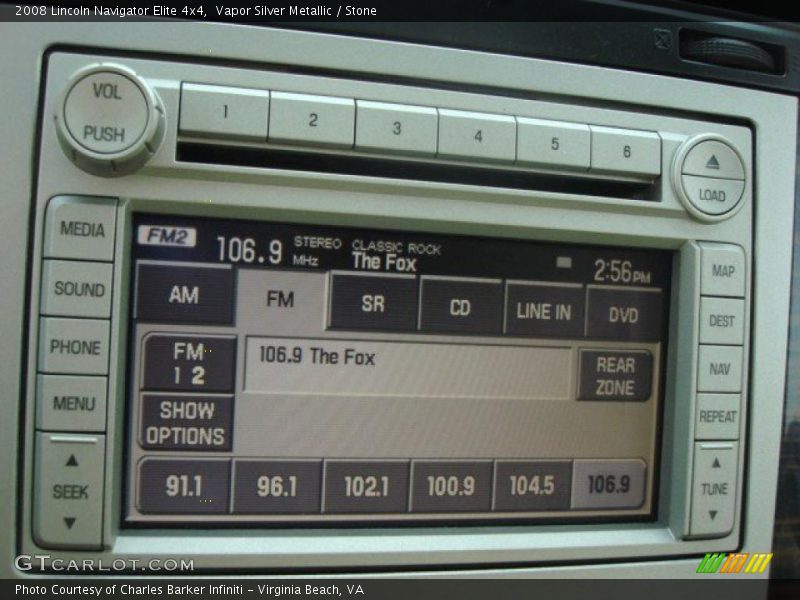 2008 Lincoln Navigator Elite 4x4,  Vapor Silver Metallic / Stone
VOL
PUSH
1 2 3 4 5 6
LOAD
MEDIA
SOUND
PHONE
MENU
SEEK
FM2 106.9 MHz STEREO CLASSIC ROCK
The Fox
2:56PM
AM FM SR CD LINE IN DVD
FM
1 2
106.9 The Fox
REAR
ZONE
SHOW
OPTIONS
91.1 96.1 102.1 100.9 104.5 106.9
MAP
DEST
NAV
REPEAT
TUNE
GTCARLOT.COM
Photo Courtesy of Charles Barker Infiniti - Virginia Beach, VA